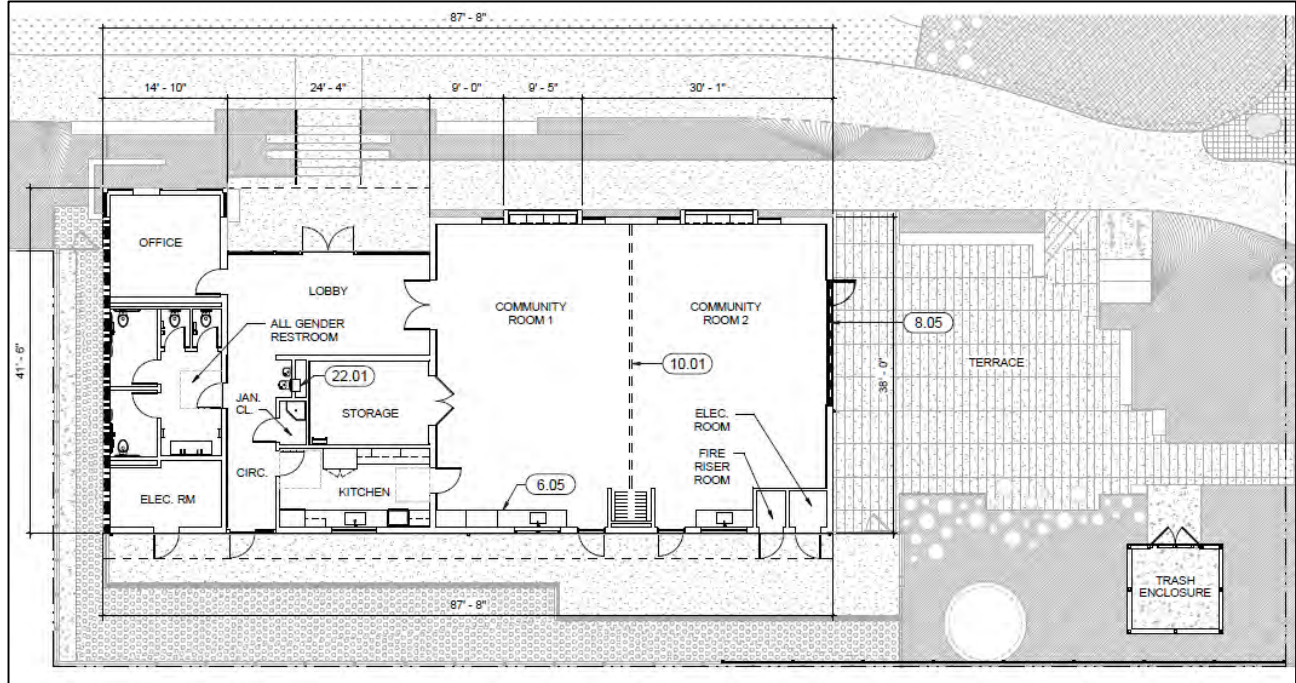 87' - 8"
14' - 10"
24' - 4"
9' - 0"
9' - 5"
30' - 1"
OFFICE
LOBBY
COMMUNITY
ROOM 1
COMMUNITY
ROOM 2
ALL GENDER
RESTROOM
8.05
41' - 6"
10.01
TERRACE
38' - 0"
22.01
JAN.
CL.
STORAGE
ELEC.
ROOM
FIRE
RISER
ROOM
CIRC.
6.05
ELEC. RM
KITCHEN
TRASH
ENCLOSURE
87' - 8"